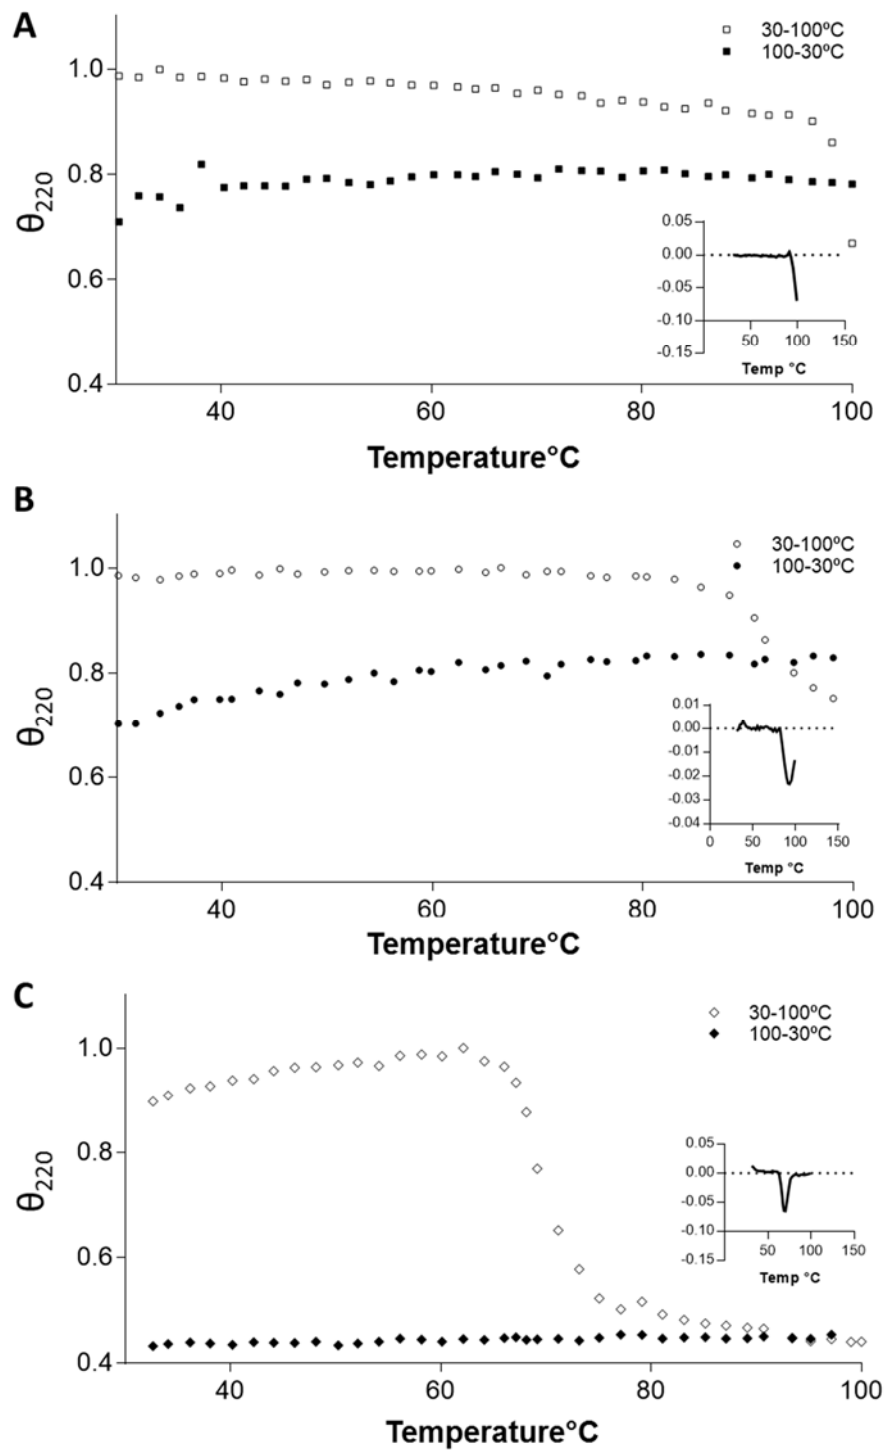 A
30-100ºC
100-30ºC
1.0
0.8
0.6
0.4
θ220
0.05
0.00
-0.05
-0.10
-0.15
50 100 150
Temp °C
40 60 80 100
Temperature°C
B
30-100ºC
100-30ºC
1.0
0.8
0.6
0.4
θ220
0.01
0.00
-0.01
-0.02
-0.03
-0.04
0 50 100 150
Temp °C
40 60 80 100
Temperature°C
C
30-100ºC
100-30ºC
1.0
0.8
0.6
0.4
θ220
0.05
0.00
-0.05
-0.10
-0.15
50 100 150
Temp °C
40 60 80 100
Temperature°C